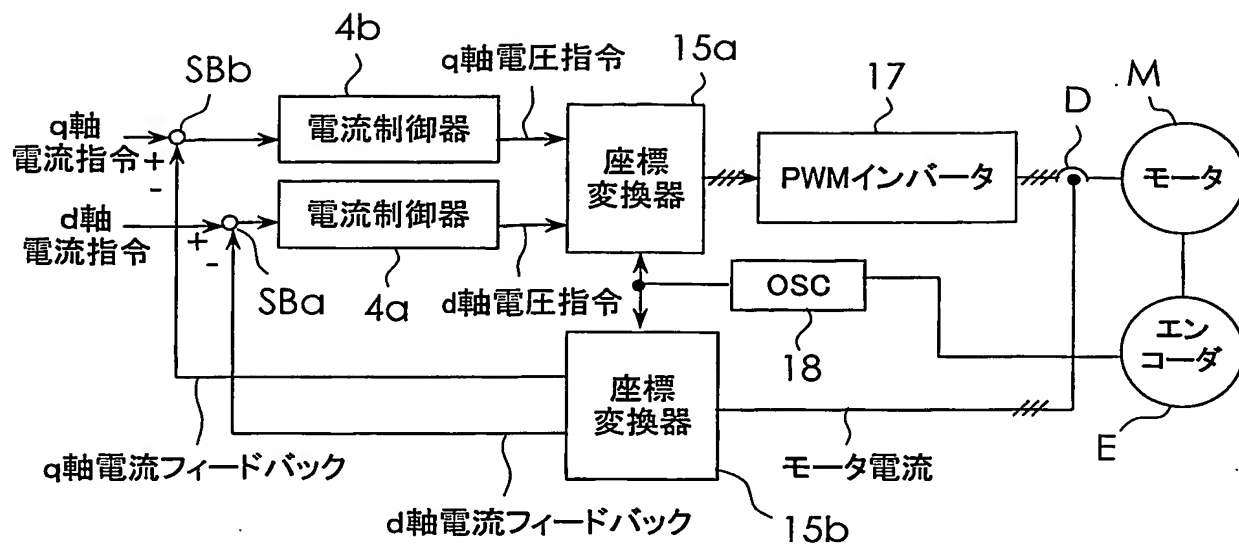 SBb
4b
q軸電圧指令
15a
17
D
M
q軸
電流指令
+
-
電流制御器
座標
変換器
PWMインバータ
モータ
d軸
電流指令
+
-
電流制御器
SBa
4a
d軸電圧指令
OSC
18
エン
コーダ
E
座標
変換器
q軸電流フィードバック
モータ電流
d軸電流フィードバック
15b